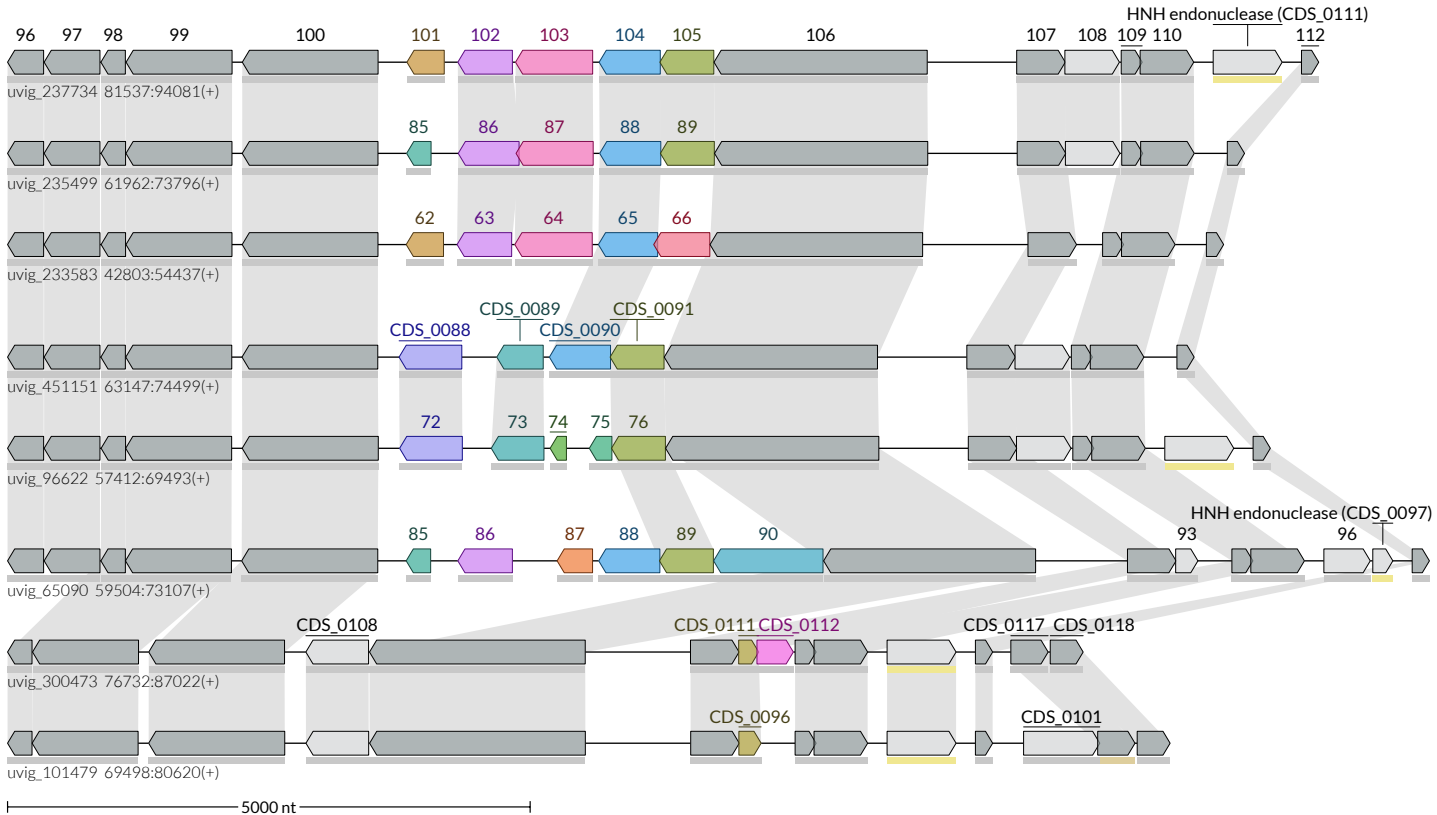 HNH endonuclease (CDS_0111)
96 97 98 99 100 101 102 103 104 105 106 107 108 109 110 112
uvig_237734 81537:94081(+)
85 86 87 88 89
uvig_235499 61962:73796(+)
62 63 64 65 66
uvig_233583 42803:54437(+)
CDS_0089 CDS_0091
CDS_0088 CDS_0090
uvig_451151 63147:74499(+)
72 73 74 75 76
uvig_96622 57412:69493(+)
HNH endonuclease (CDS_0097)
85 86 87 88 89 90 93 96
uvig_65090 59504:73107(+)
CDS_0108 CDS_0111 CDS_0112 CDS_0117 CDS_0118
uvig_300473 76732:87022(+)
CDS_0096 CDS_0101
uvig_101479 69498:80620(+)
5000 nt